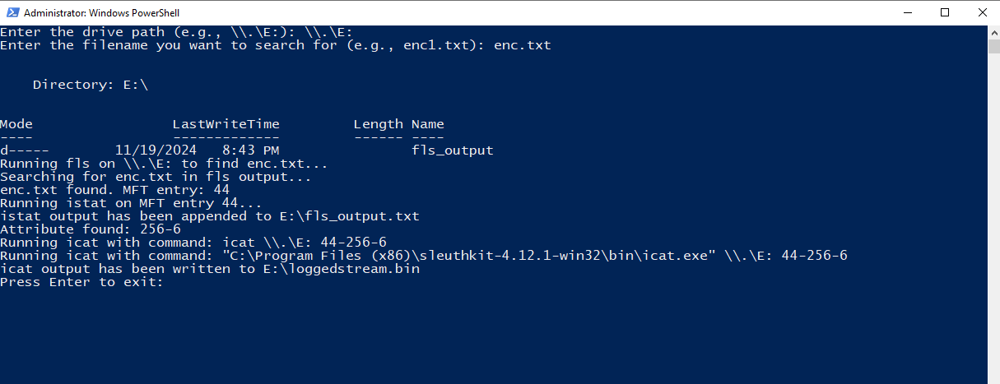 Administrator: Windows PowerShell
Enter the drive path (e.g., \\.\E:): \\.\E:
Enter the filename you want to search for (e.g., enc1.txt): enc.txt
Directory: E:\
Mode LastWriteTime Length Name
---- ------------- ------ ----
d----- 11/19/2024 8:43 PM fls_output
Running fls on \\.\E: to find enc.txt...
Searching for enc.txt in fls output...
enc.txt found. MFT entry: 44
Running istat on MFT entry 44...
istat output has been appended to E:\fls_output.txt
Attribute found: 256-6
Running icat with command: icat \\.\E: 44-256-6
Running icat with command: "C:\Program Files (x86)\sleuthkit-4.12.1-win32\bin\icat.exe" \\.\E: 44-256-6
icat output has been written to E:\loggedstream.bin
Press Enter to exit: